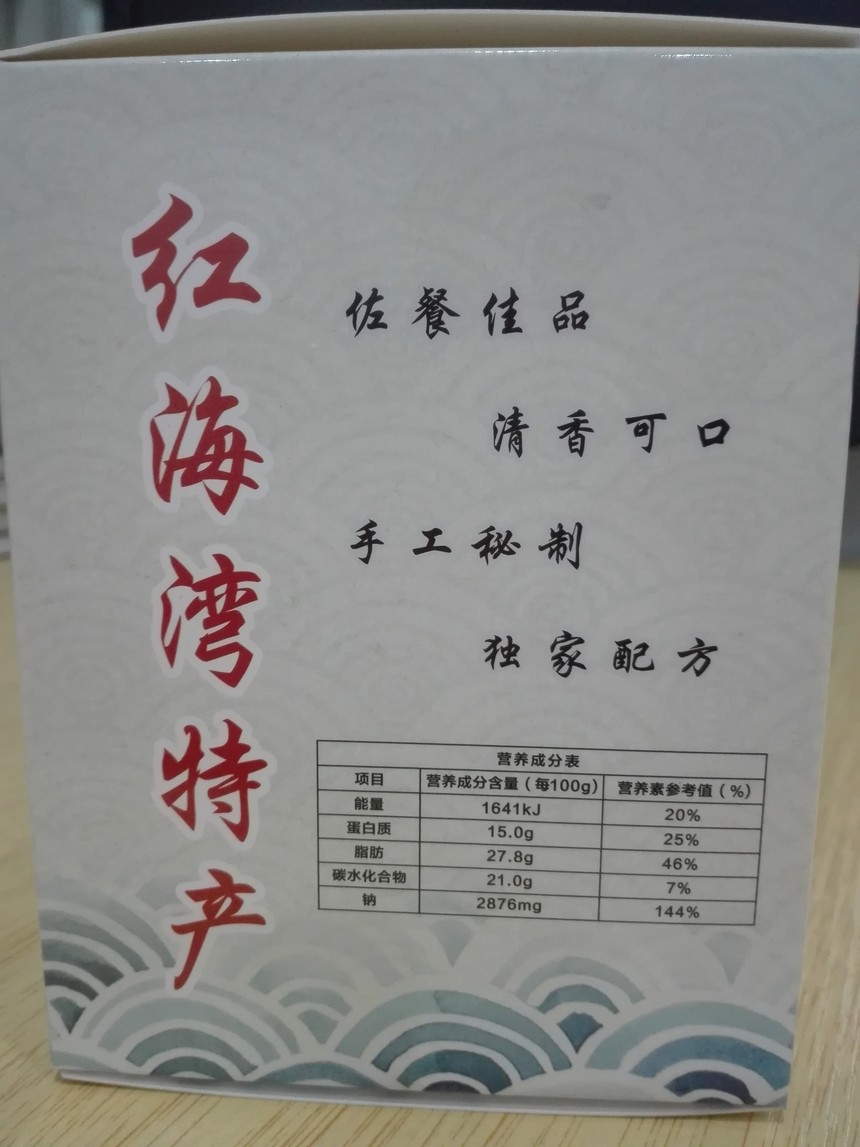 红海湾特产
佐餐佳品
清香可口
手工秘制
独家配方
营养成分表
项目 营养成分含量（每100g） 营养素参考值（%）
能量 1641kJ 20%
蛋白质 15.0g 25%
脂肪 27.8g 46%
碳水化合物 21.0g 7%
钠 2876mg 144%